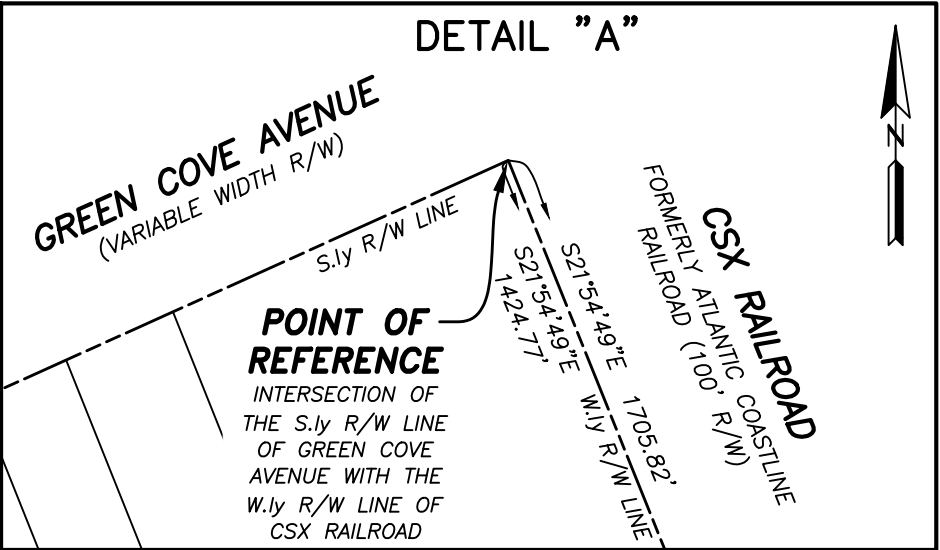 DETAIL "A"
GREEN COVE AVENUE
(VARIABLE WIDTH R/W)
S.ly R/W LINE
N
POINT OF
REFERENCE
INTERSECTION OF
THE S.ly R/W LINE
OF GREEN COVE
AVENUE WITH THE
W.ly R/W LINE OF
CSX RAILROAD
S21°54'49"E
1424.77'
S21°54'49"E 1705.82'
W.ly R/W LINE
CSX RAILROAD
FORMERLY ATLANTIC COASTLINE
RAILROAD (100' R/W)